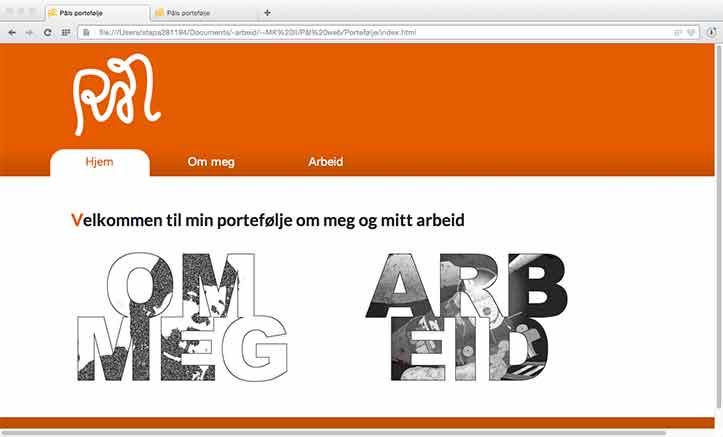 Påls portefølje
Påls portefølje
file:///Users/stapa281194/Documents/-arbeid/--MK%20II/Pål%20web/Portefølje/index.html
Pål
Hjem
Om meg
Arbeid
Velkommen til min portefølje om meg og mitt arbeid
OM
MEG
ARB
EID